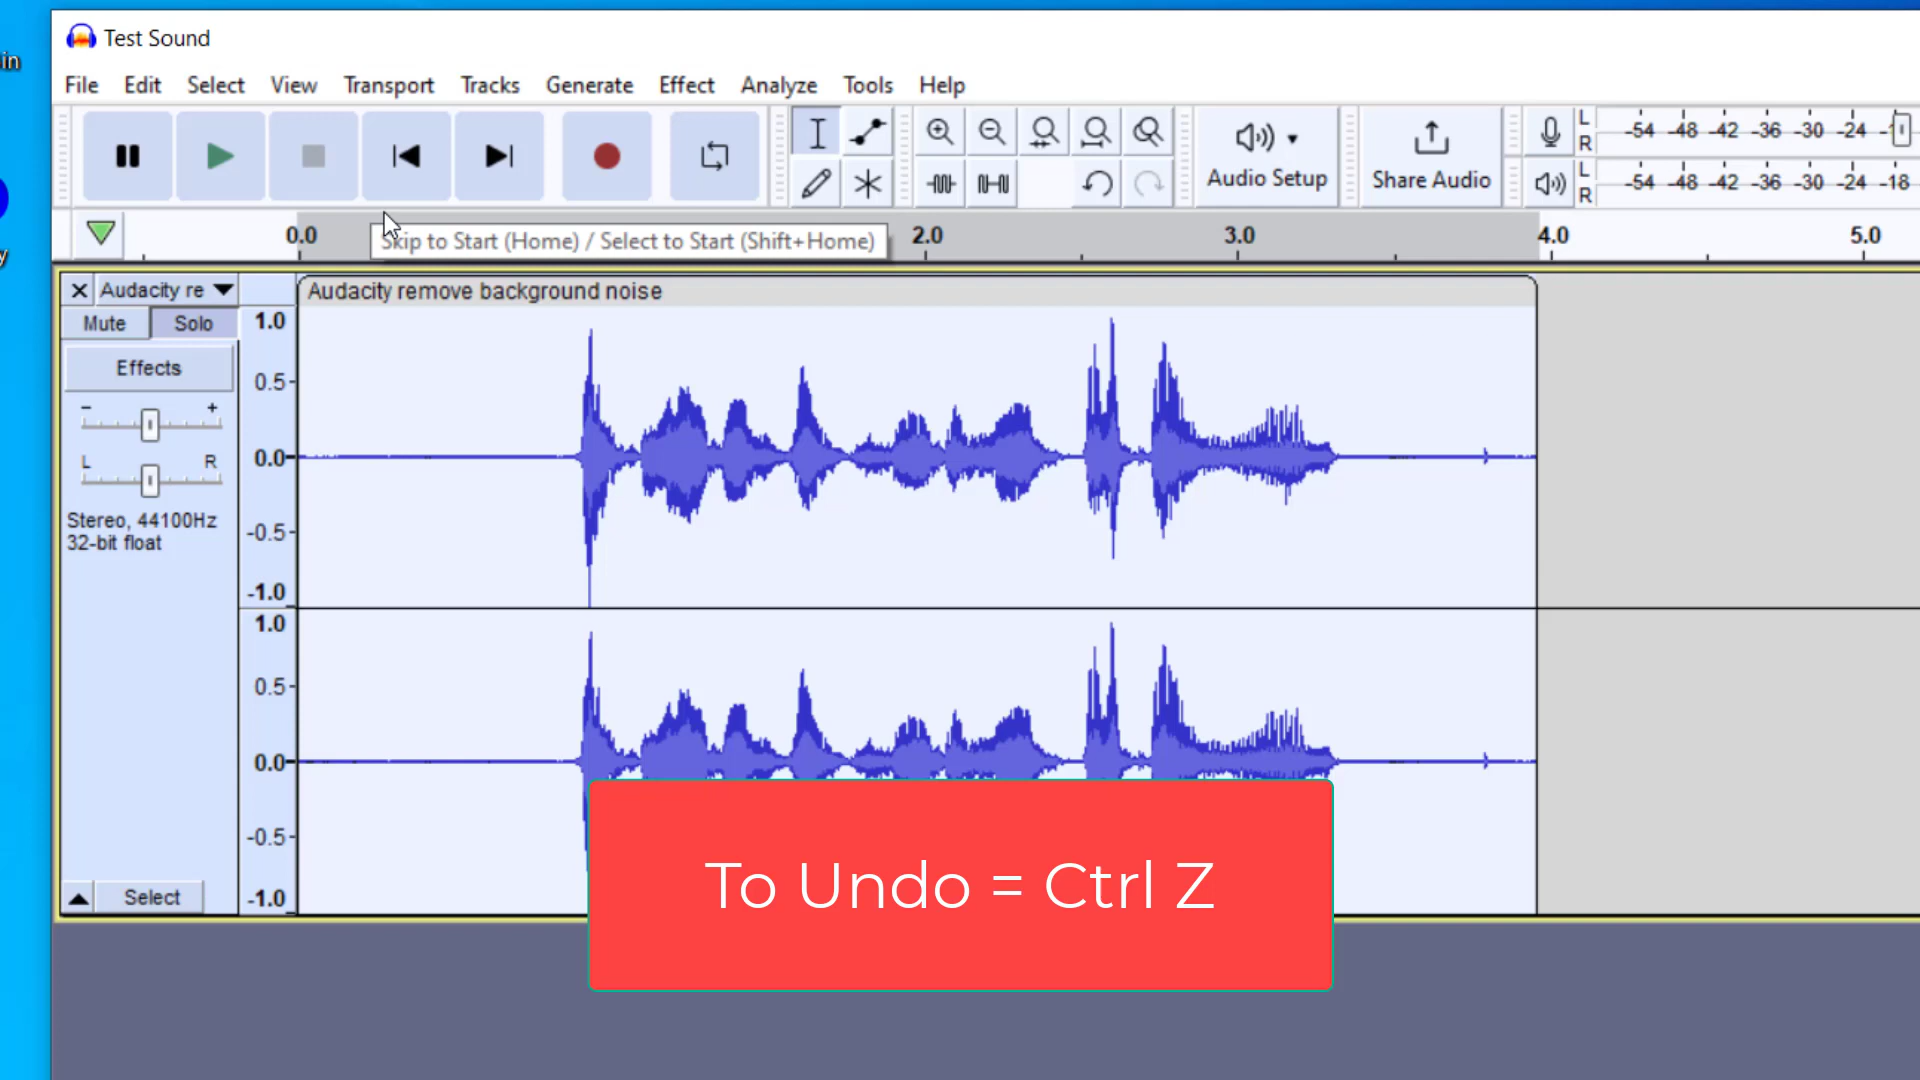 in
Test Sound
File Edit Select View Transport Tracks Generate Effect Analyze Tools Help
Audio Setup
Share Audio
L
R
-54 -48 -42 -36 -30 -24
L
R
-54 -48 -42 -36 -30 -24 -18
y
0.0 2.0 3.0 4.0 5.0
Skip to Start (Home) / Select to Start (Shift+Home)
Audacity re
Audacity remove background noise
Mute Solo
Effects
- +
L R
Stereo, 44100Hz
32-bit float
1.0
0.5
0.0
-0.5
-1.0
1.0
0.5
0.0
-0.5
-1.0
Select
To Undo = Ctrl Z